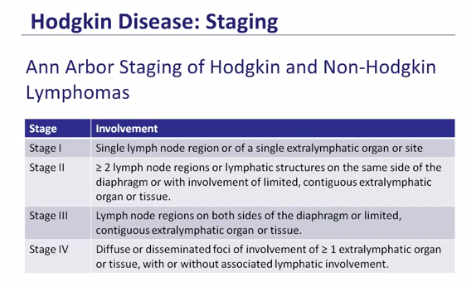 Hodgkin Disease: Staging
Ann Arbor Staging of Hodgkin and Non-Hodgkin
Lymphomas
Stage Involvement
Stage I Single lymph node region or of a single extralymphatic organ or site
Stage II ≥ 2 lymph node regions or lymphatic structures on the same side of the
diaphragm or with involvement of limited, contiguous extralymphatic
organ or tissue.
Stage III Lymph node regions on both sides of the diaphragm or limited,
contiguous extralymphatic organ or tissue.
Stage IV Diffuse or disseminated foci of involvement of ≥ 1 extralymphatic organ
or tissue, with or without associated lymphatic involvement.